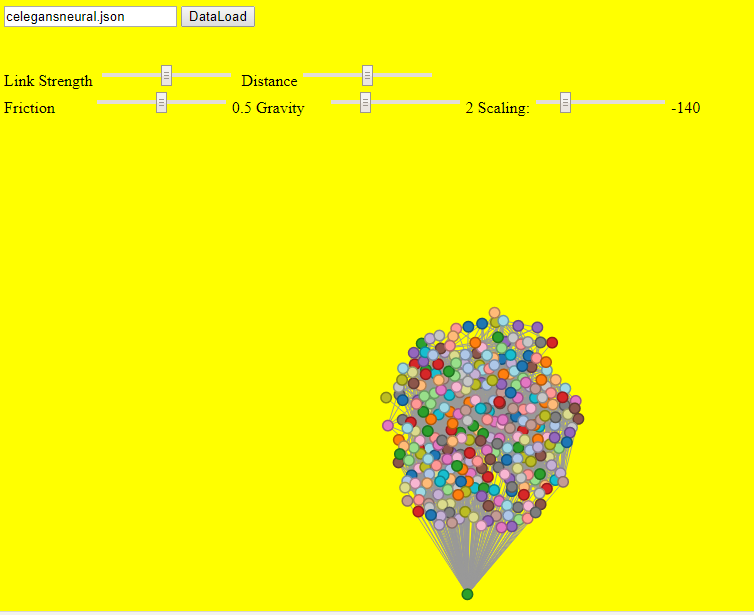 celegansneural.json DataLoad
Link Strength Distance
Friction 0.5 Gravity 2 Scaling: -140